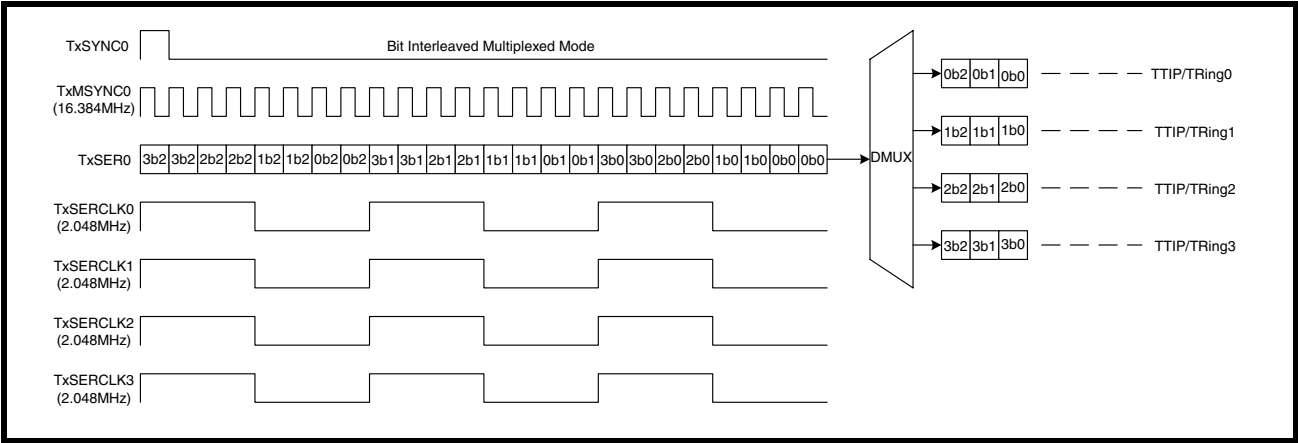 TxSYNC0
Bit Interleaved Multiplexed Mode
TxMSYNC0
(16.384MHz)
TxSER0
3b2 3b2 2b2 2b2 1b2 1b2 0b2 0b2 3b1 3b1 2b1 2b1 1b1 1b1 0b1 0b1 3b0 3b0 2b0 2b0 1b0 1b0 0b0 0b0
TxSERCLK0
(2.048MHz)
TxSERCLK1
(2.048MHz)
TxSERCLK2
(2.048MHz)
TxSERCLK3
(2.048MHz)
DMUX
0b2 0b1 0b0
TTIP/TRing0
1b2 1b1 1b0
TTIP/TRing1
2b2 2b1 2b0
TTIP/TRing2
3b2 3b1 3b0
TTIP/TRing3